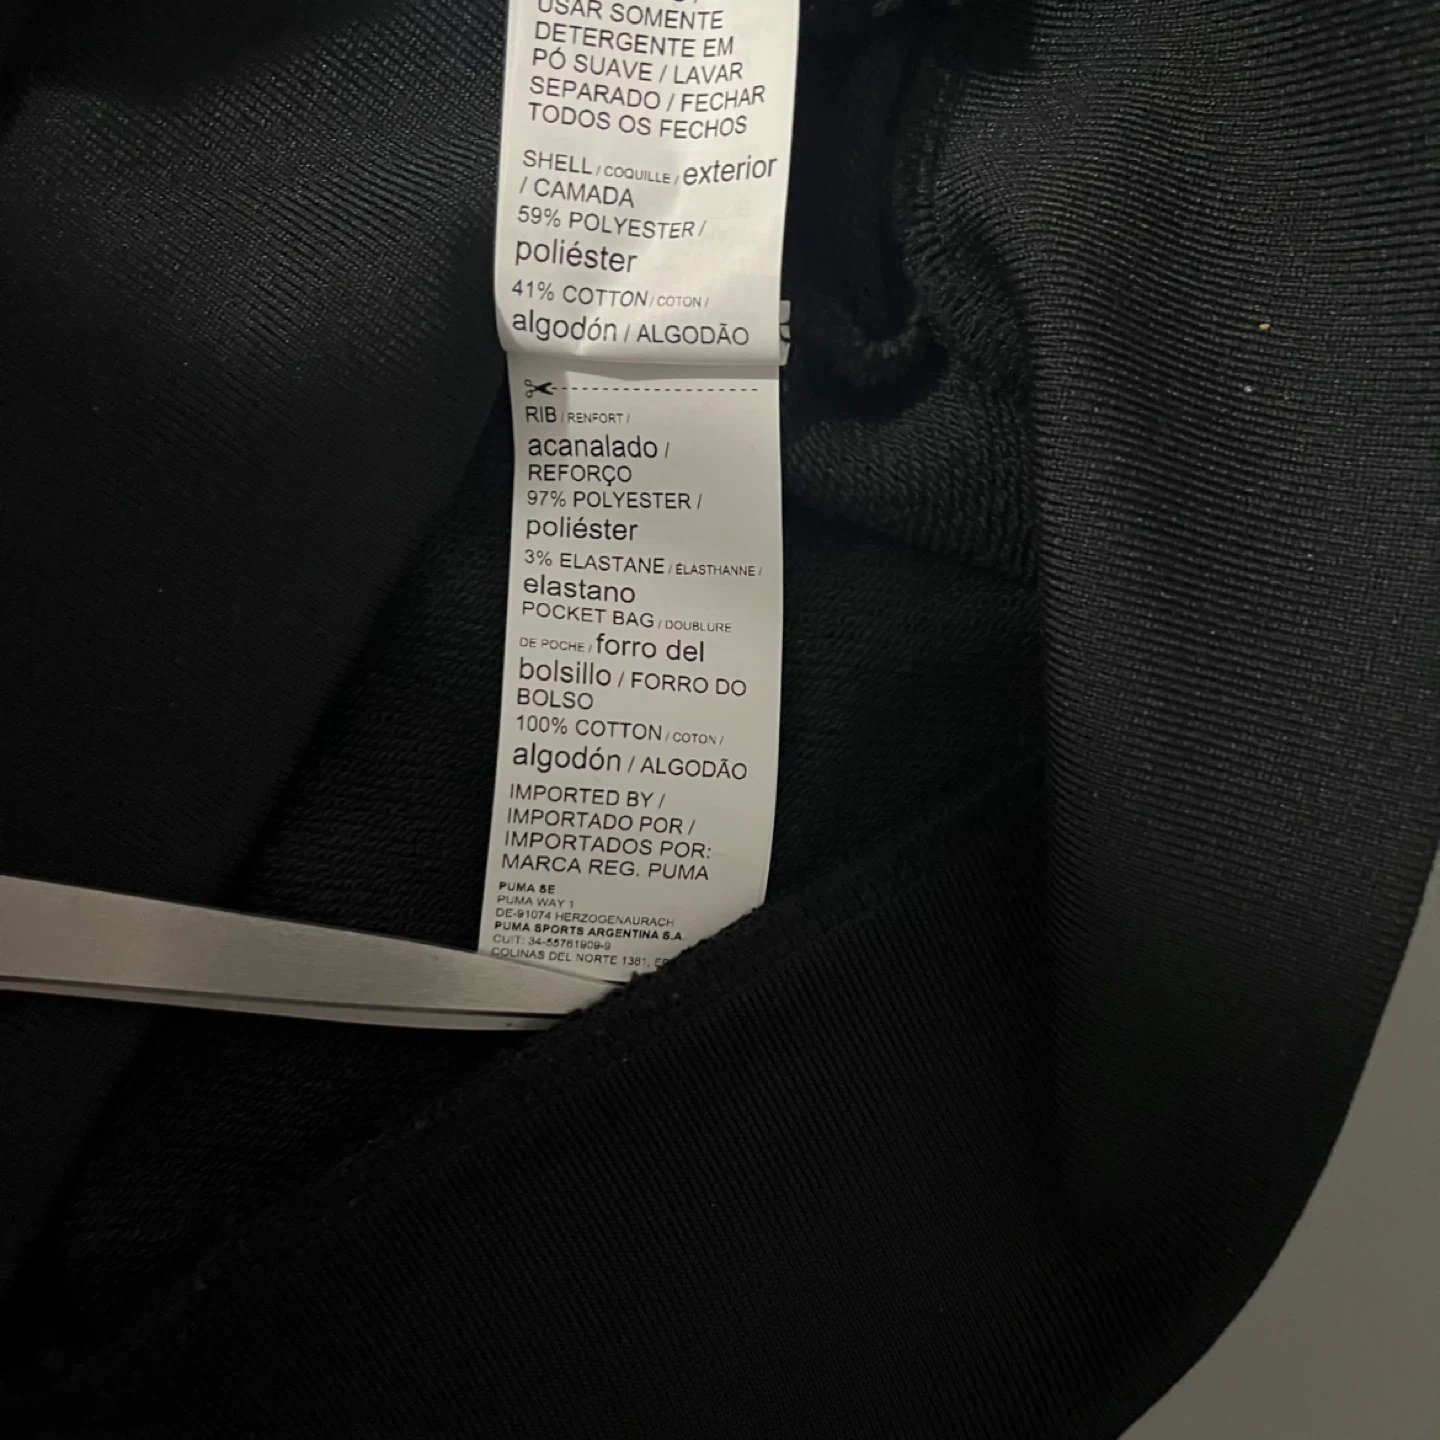 USAR SOMENTE
DETERGENTE EM
PÓ SUAVE / LAVAR
SEPARADO / FECHAR
TODOS OS FECHOS
SHELL / COQUILLE / exterior
/ CAMADA
59% POLYESTER /
poliéster
41% COTTON / COTON /
algodón / ALGODÃO
RIB / RENFORT /
acanalado /
REFORÇO
97% POLYESTER /
poliéster
3% ELASTANE / ÉLASTHANNE /
elastano
POCKET BAG / DOUBLURE
DE POCHE / forro del
bolsillo / FORRO DO
BOLSO
100% COTTON / COTON /
algodón / ALGODÃO
IMPORTED BY /
IMPORTADO POR /
IMPORTADOS POR:
MARCA REG. PUMA
PUMA SE
PUMA WAY 1
DE-91074 HERZOGENAURACH
PUMA SPORTS ARGENTINA S.A.
CUIT: 34-55761909-9
COLINAS DEL NORTE 1381,